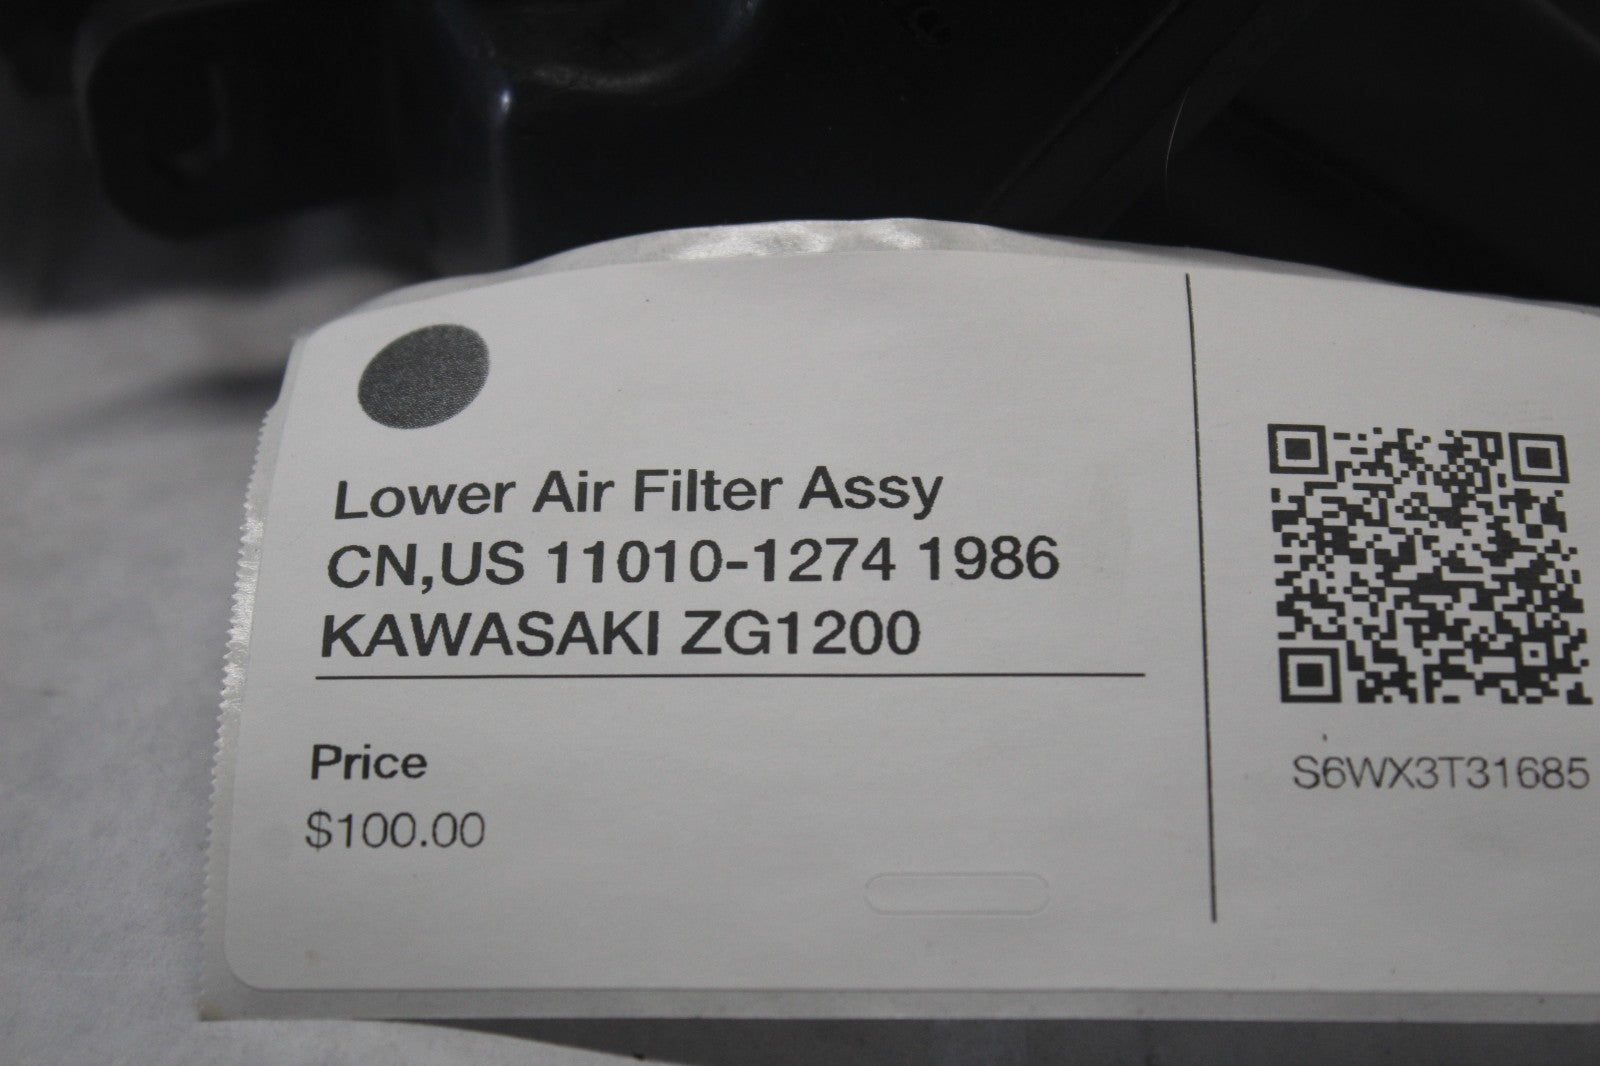 Lower Air Filter Assy
CN,US 11010-1274 1986
KAWASAKI ZG1200
Price
$100.00
S6WX3T31685